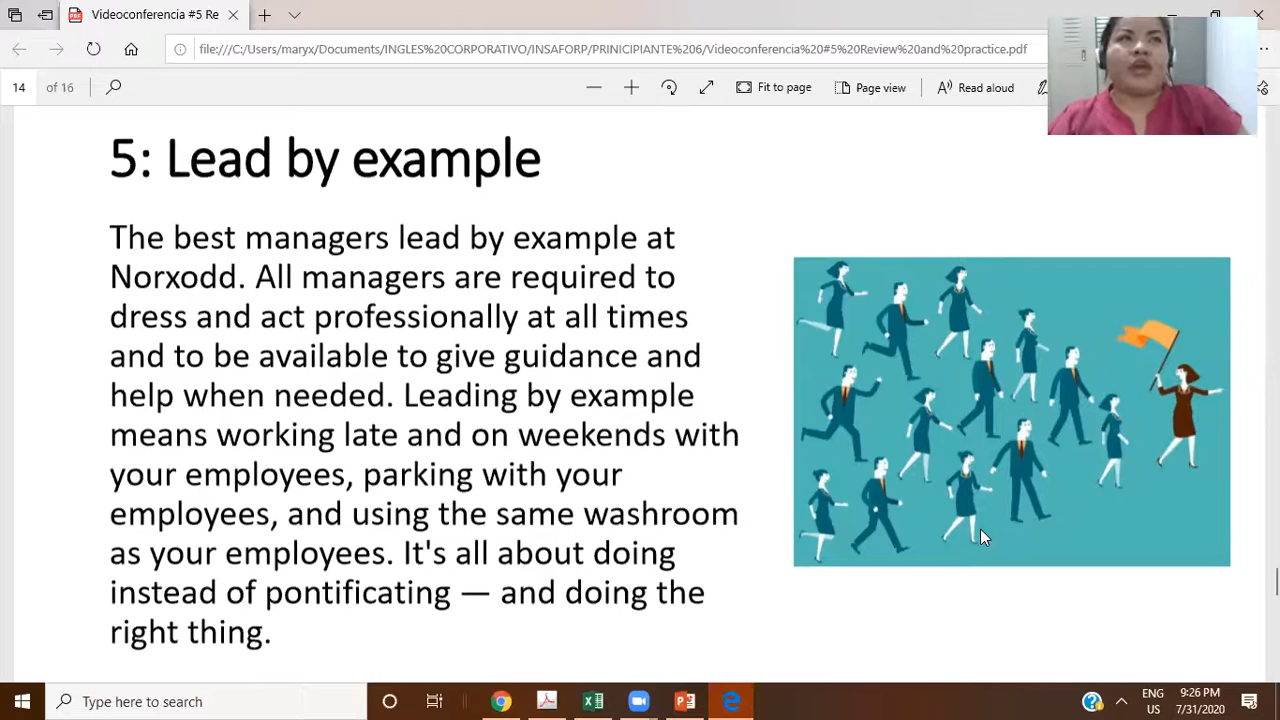 Videoconferencia #5 Re
file:///C:/Users/maryx/Documents/INGLES%20CORPORATIVO/INSAFORP/PRINICIPIANTE%206/Videoconferencia%20#5%20Review%20and%20practice.pdf
14 of 16 Fit to page Page view Read aloud
5: Lead by example
The best managers lead by example at
Norxodd. All managers are required to
dress and act professionally at all times
and to be available to give guidance and
help when needed. Leading by example
means working late and on weekends with
your employees, parking with your
employees, and using the same washroom
as your employees. It's all about doing
instead of pontificating — and doing the
right thing.
Type here to search
ENG 9:26 PM
US 7/31/2020